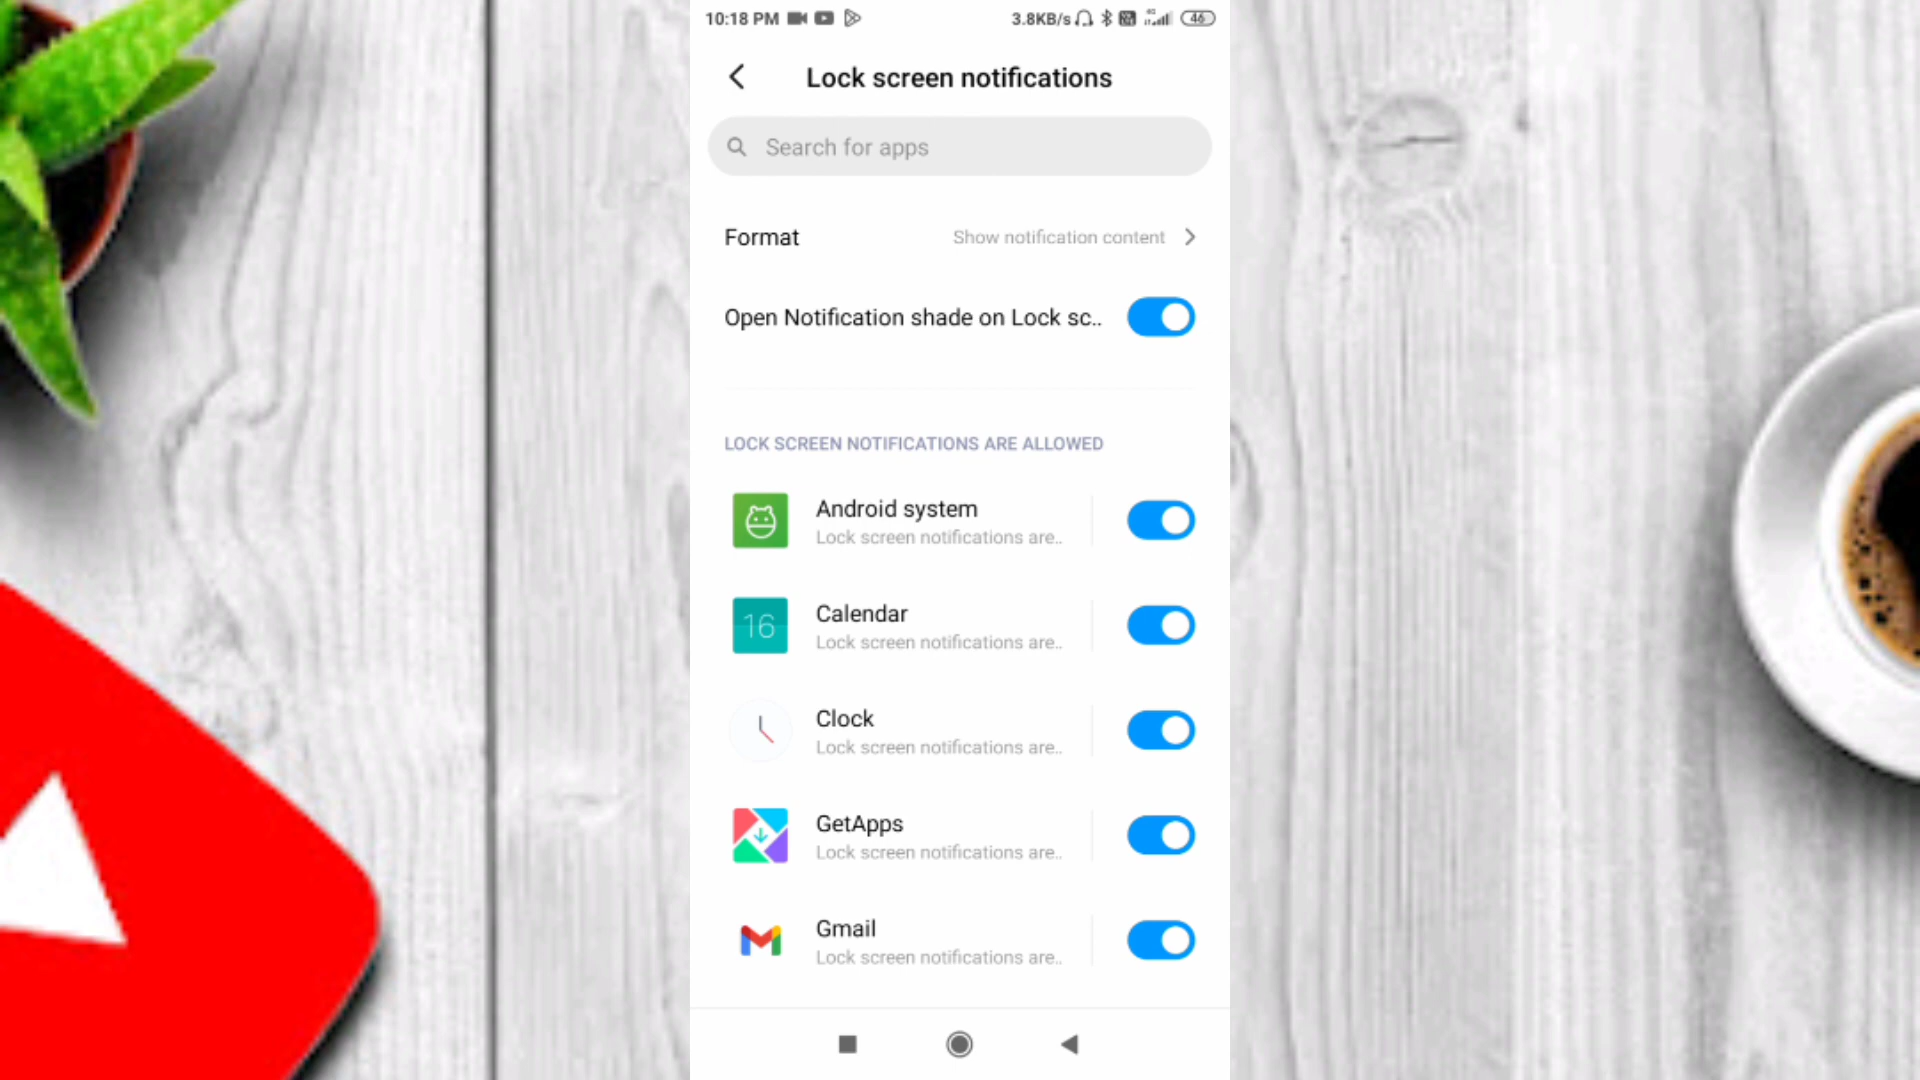 10:18 PM 3.8KB/s 4G 46
Lock screen notifications
Search for apps
Format Show notification content
Open Notification shade on Lock sc..
LOCK SCREEN NOTIFICATIONS ARE ALLOWED
Android system
Lock screen notifications are..
16
Calendar
Lock screen notifications are..
Clock
Lock screen notifications are..
GetApps
Lock screen notifications are..
Gmail
Lock screen notifications are..